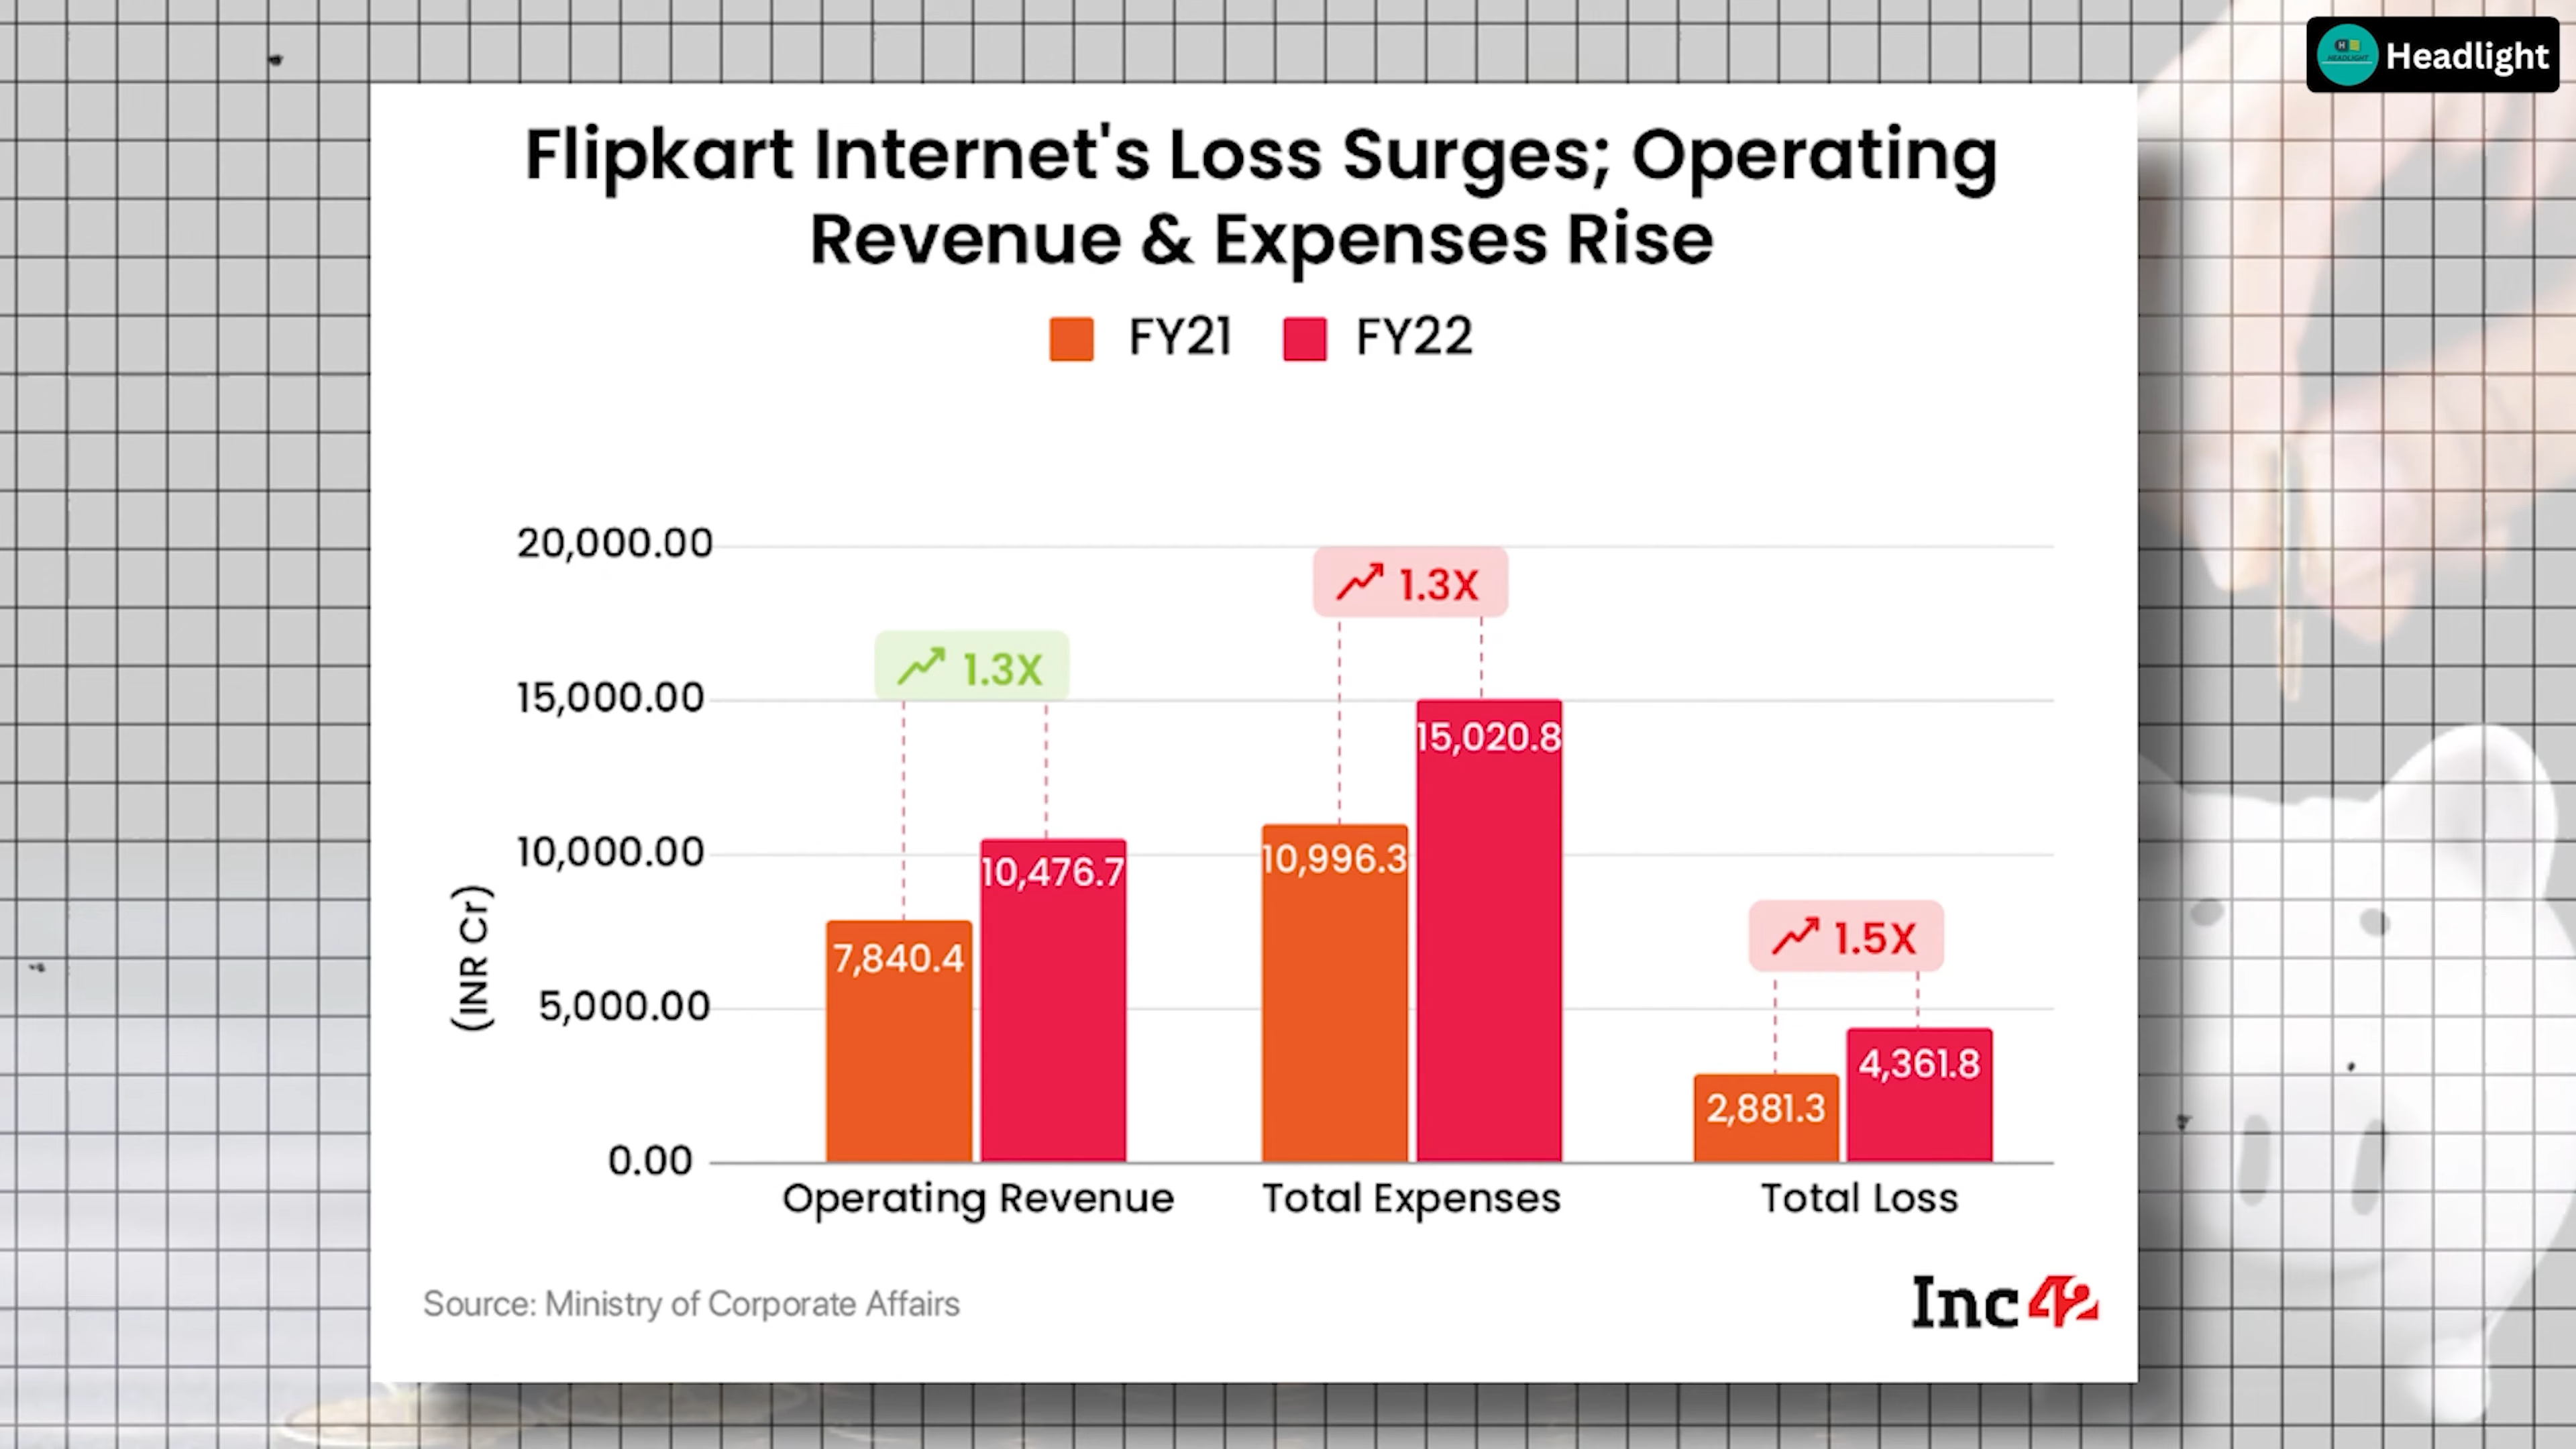 Headlight
Flipkart Internet's Loss Surges; Operating
Revenue & Expenses Rise
FY21 FY22
(INR Cr)
20,000.00
15,000.00
10,000.00
5,000.00
0.00
1.3X
7,840.4
10,476.7
1.3X
10,996.3
15,020.8
1.5X
2,881.3
4,361.8
Operating Revenue Total Expenses Total Loss
Source: Ministry of Corporate Affairs
Inc42